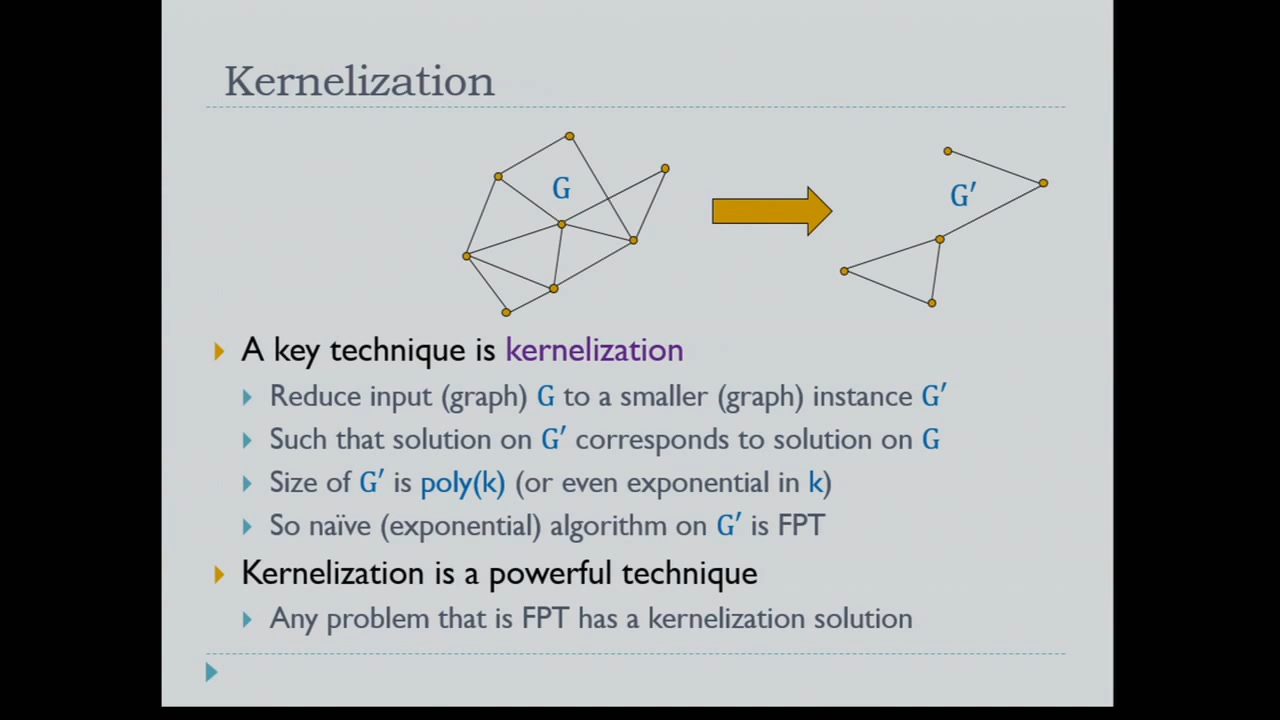 Kernelization
G
G′
A key technique is kernelization
Reduce input (graph) G to a smaller (graph) instance G′
Such that solution on G′ corresponds to solution on G
Size of G′ is poly(k) (or even exponential in k)
So naïve (exponential) algorithm on G′ is FPT
Kernelization is a powerful technique
Any problem that is FPT has a kernelization solution